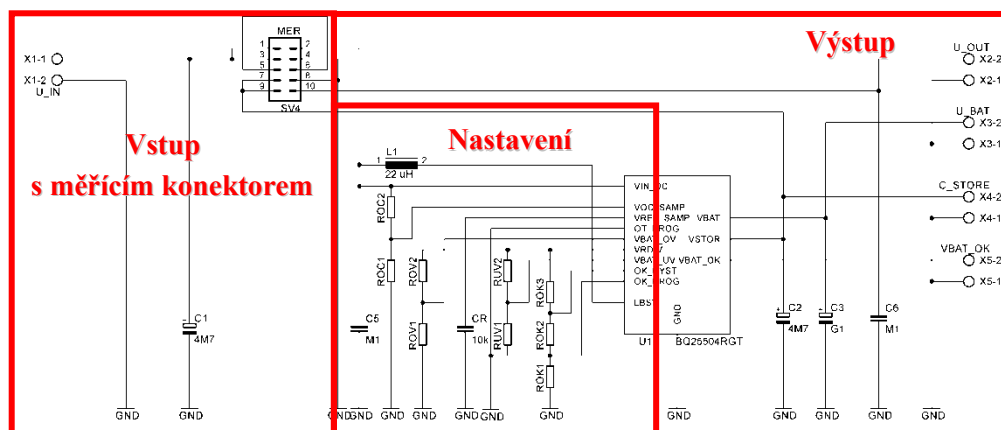 MER
1 2
3 4
5 6
7 8
9 10
SV4
X1-1
X1-2
U_IN
Vstup
s měřícím konektorem
Nastavení
Výstup
U_OUT
X2-2
X2-1
U_BAT
X3-2
X3-1
C_STORE
X4-2
X4-1
VBAT_OK
X5-2
X5-1
L1
1 2
22 uH
ROC2
ROC1
ROV2
ROV1
RUV2
RUV1
ROK3
ROK2
ROK1
VIN_DC
VOC_SAMP
VREF_SAMP VBAT
OT_PROG
VBAT_OV VSTOR
VRDIV
VBAT_UV VBAT_OK
OK_HYST
OK_PROG
LBST
GND
U1 BQ25504RGT
C1
4M7
C5
M1
CR
10k
C2
4M7
C3
G1
C6
M1
GND GND GND GND GND GND GND GND GND GND GND GND GND